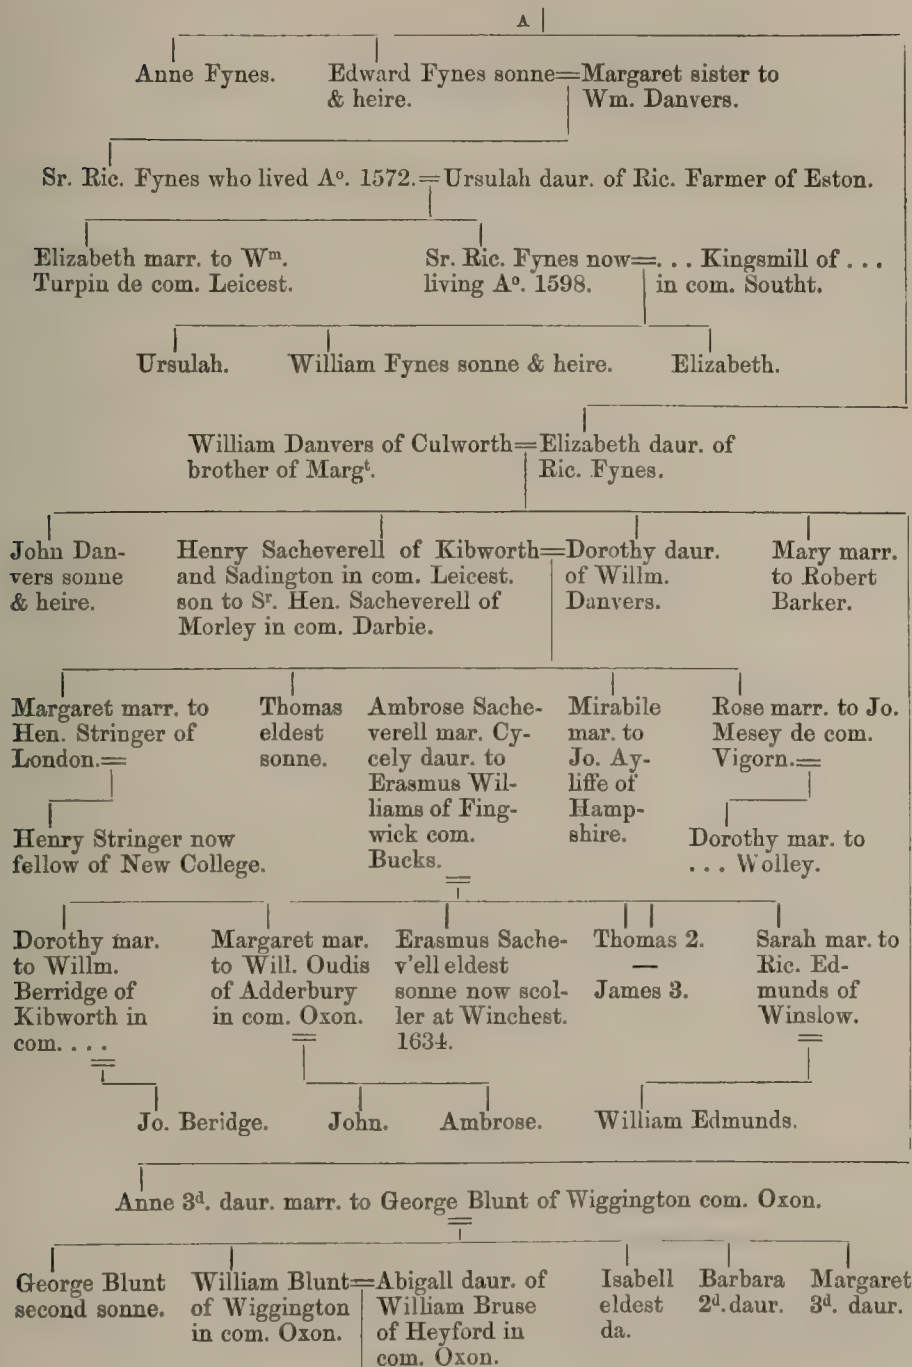 A
Anne Fynes.
Edward Fynes sonne=Margaret sister to
& heire. Wm. Danvers.
Sr. Ric. Fynes who lived Aº. 1572.=Ursulah daur. of Ric. Farmer of Eston.
Elizabeth marr. to Wᵐ.
Turpin de com. Leicest.
Sr. Ric. Fynes now=... Kingsmill of ...
living Aº. 1598. in com. Southt.
Ursulah. William Fynes sonne & heire. Elizabeth.
William Danvers of Culworth=Elizabeth daur. of
brother of Margᵗ. Ric. Fynes.
John Dan-
vers sonne
& heire.
Henry Sacheverell of Kibworth=Dorothy daur.
and Sadington in com. Leicest. of Willm.
son to Sʳ. Hen. Sacheverell of Danvers.
Morley in com. Darbie.
Mary marr.
to Robert
Barker.
Margaret marr. to
Hen. Stringer of
London.=
Thomas
eldest
sonne.
Ambrose Sache-
verell mar. Cy-
cely daur. to
Erasmus Wil-
liams of Fing-
wick com.
Bucks.
=
Mirabile
mar. to
Jo. Ay-
liffe of
Hamp-
shire.
Rose marr. to Jo.
Mesey de com.
Vigorn.=
Henry Stringer now
fellow of New College.
Dorothy mar. to
... Wolley.
Dorothy mar.
to Willm.
Berridge of
Kibworth in
com. ....
=
Margaret mar.
to Will. Oudis
of Adderbury
in com. Oxon.
=
Erasmus Sache-
v'ell eldest
sonne now scol-
ler at Winchest.
1634.
Thomas 2.
—
James 3.
Sarah mar. to
Ric. Ed-
munds of
Winslow.
=
Jo. Beridge. John. Ambrose. William Edmunds.
Anne 3ᵈ. daur. marr. to George Blunt of Wiggington com. Oxon.
=
George Blunt
second sonne.
William Blunt=Abigall daur. of
of Wiggington William Bruse
in com. Oxon. of Heyford in
com. Oxon.
Isabell
eldest
da.
Barbara
2ᵈ. daur.
Margaret
3ᵈ. daur.